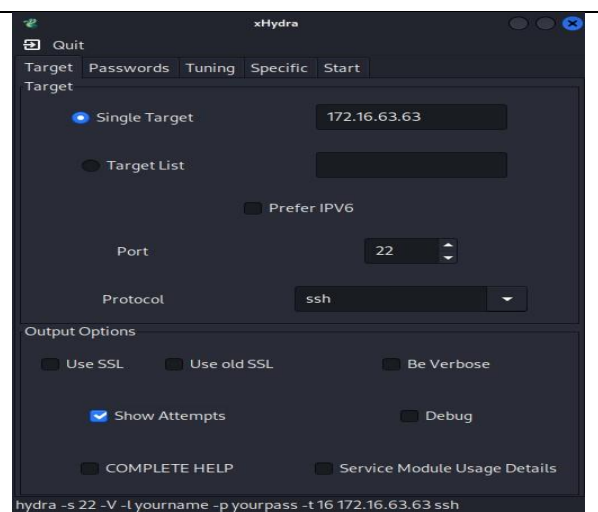 xHydra
Quit
Target Passwords Tuning Specific Start
Target
Single Target 172.16.63.63
Target List
Prefer IPV6
Port 22
Protocol ssh
Output Options
Use SSL Use old SSL Be Verbose
Show Attempts Debug
COMPLETE HELP Service Module Usage Details
hydra -s 22 -V -l yourname -p yourpass -t 16 172.16.63.63 ssh